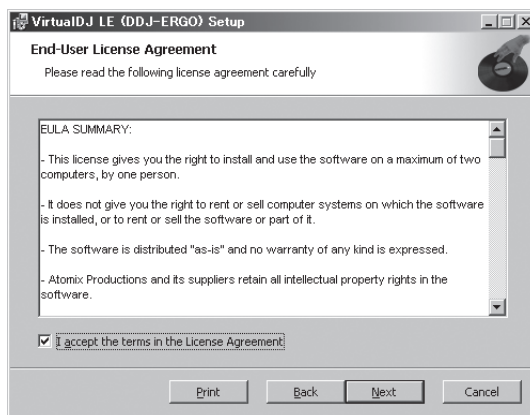 VirtualDJ LE (DDJ-ERGO) Setup
End-User License Agreement
Please read the following license agreement carefully
EULA SUMMARY:
- This license gives you the right to install and use the software on a maximum of two
computers, by one person.
- It does not give you the right to rent or sell computer systems on which the software
is installed, or to rent or sell the software or part of it.
- The software is distributed "as-is" and no warranty of any kind is expressed.
- Atomix Productions and its suppliers retain all intellectual property rights in the
software.
I accept the terms in the License Agreement
Print Back Next Cancel